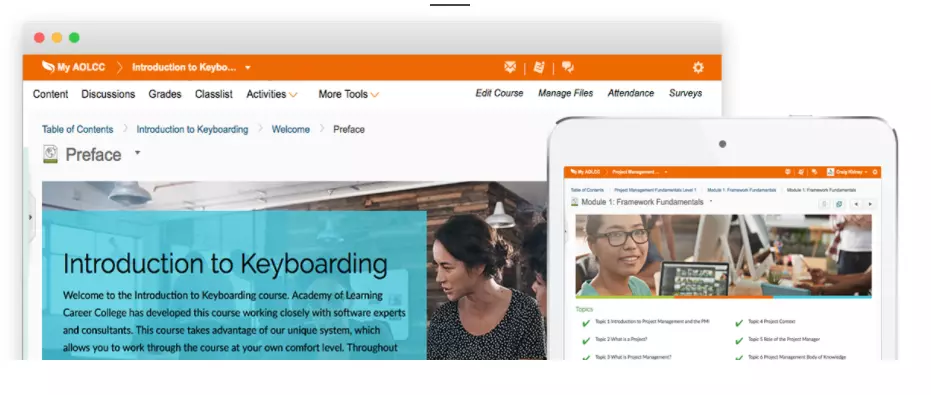 My AOLCC
Introduction to Keybo...
Content Discussions Grades Classlist Activities More Tools Edit Course Manage Files Attendance Surveys
Table of Contents Introduction to Keyboarding Welcome Preface
Preface
Introduction to Keyboarding
Welcome to the Introduction to Keyboarding course. Academy of Learning
Career College has developed this course working closely with software experts
and consultants. This course takes advantage of our unique system, which
allows you to work through the course at your own comfort level. Throughout
My AOLCC Project Management...
Table of Contents Project Management Fundamentals Level 1 Module 1: Framework Fundamentals Module 1: Framework Fundamentals
Module 1: Framework Fundamentals
Topics
Topic 1 Introduction to Project Management and the PMI
Topic 4 Project Context
Topic 2 What is a Project?
Topic 5 Role of the Project Manager
Topic 3 What is Project Management?
Topic 6 Project Management Body of Knowledge